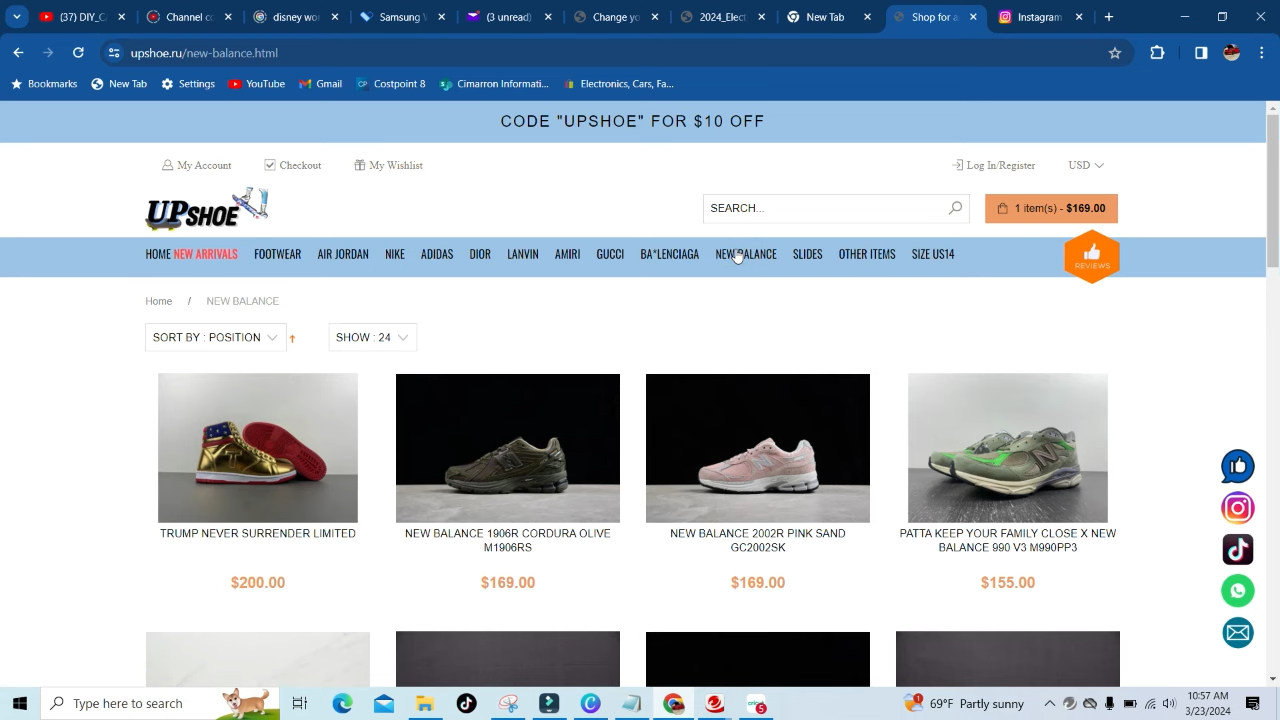 (37) DIY_C
Channel c
disney wor
Samsung \
(3 unread)
Change yo
2024_Elect
New Tab
Shop for a
Instagram
upshoe.ru/new-balance.html
Bookmarks
New Tab
Settings
YouTube
Gmail
Costpoint 8
Cimarron Informati...
Electronics, Cars, Fa...
CODE "UPSHOE" FOR $10 OFF
My Account
Checkout
My Wishlist
Log In/Register
USD
UPSHOE
SEARCH...
1 item(s) - $169.00
HOME NEW ARRIVALS FOOTWEAR AIR JORDAN NIKE ADIDAS DIOR LANVIN AMIRI GUCCI BA*LENCIAGA NEW BALANCE SLIDES OTHER ITEMS SIZE US14
REVIEWS
Home / NEW BALANCE
SORT BY : POSITION
SHOW : 24
TRUMP NEVER SURRENDER LIMITED
$200.00
NEW BALANCE 1906R CORDURA OLIVE
M1906RS
$169.00
NEW BALANCE 2002R PINK SAND
GC2002SK
$169.00
PATTA KEEP YOUR FAMILY CLOSE X NEW
BALANCE 990 V3 M990PP3
$155.00
Type here to search
69°F Partly sunny
10:57 AM
3/23/2024